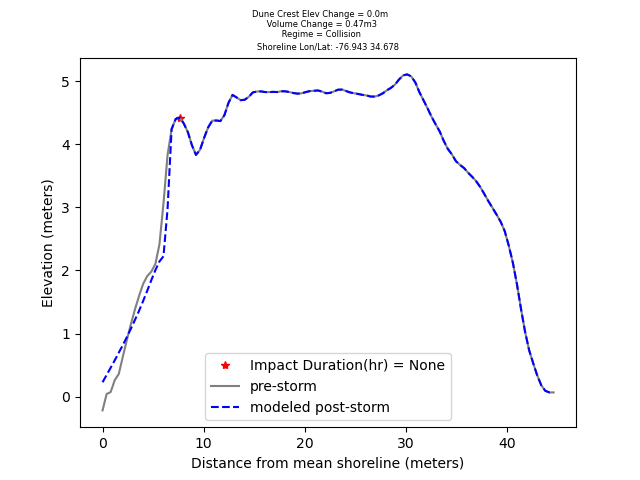 Dune Crest Elev Change = 0.0m
Volume Change = 0.47m3
Regime = Collision
Shoreline Lon/Lat: -76.943 34.678
5
4
3
2
1
0
Elevation (meters)
Impact Duration(hr) = None
pre-storm
modeled post-storm
0 10 20 30 40
Distance from mean shoreline (meters)